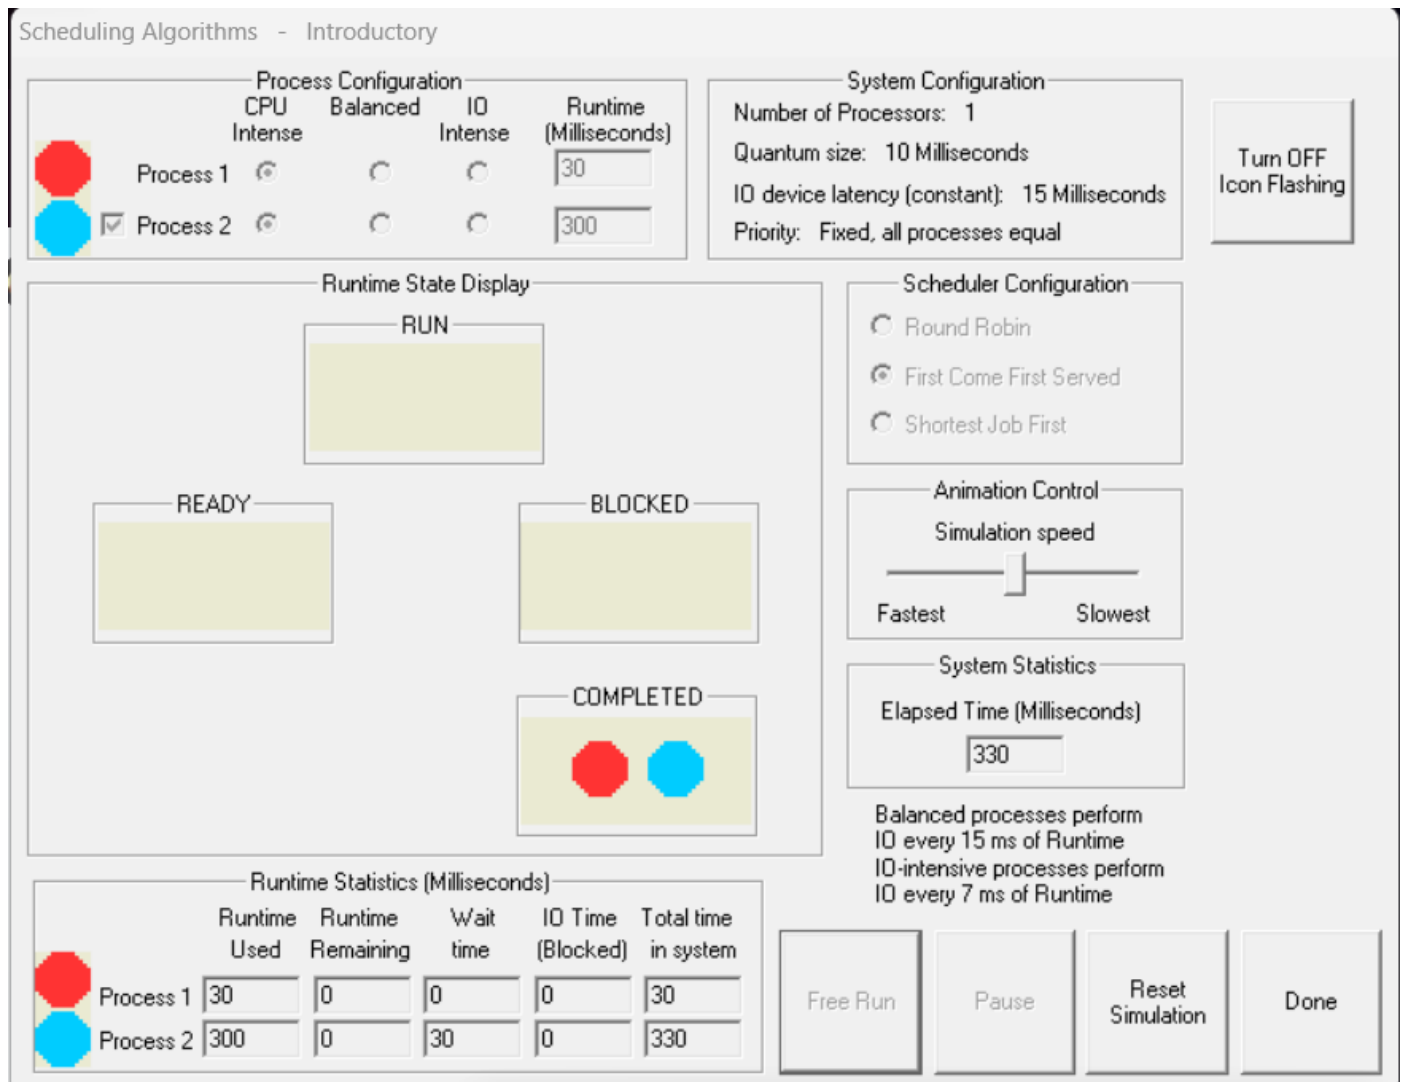 Scheduling Algorithms - Introductory
Process Configuration
CPU Intense
Balanced
IO Intense
Runtime (Milliseconds)
Process 1
30
Process 2
300
System Configuration
Number of Processors: 1
Quantum size: 10 Milliseconds
IO device latency (constant): 15 Milliseconds
Priority: Fixed, all processes equal
Turn OFF
Icon Flashing
Runtime State Display
RUN
READY
BLOCKED
COMPLETED
Scheduler Configuration
Round Robin
First Come First Served
Shortest Job First
Animation Control
Simulation speed
Fastest Slowest
System Statistics
Elapsed Time (Milliseconds)
330
Balanced processes perform
IO every 15 ms of Runtime
IO-intensive processes perform
IO every 7 ms of Runtime
Runtime Statistics (Milliseconds)
Runtime Used
Runtime Remaining
Wait time
IO Time (Blocked)
Total time in system
Process 1 30 0 0 0 30
Process 2 300 0 30 0 330
Free Run
Pause
Reset
Simulation
Done